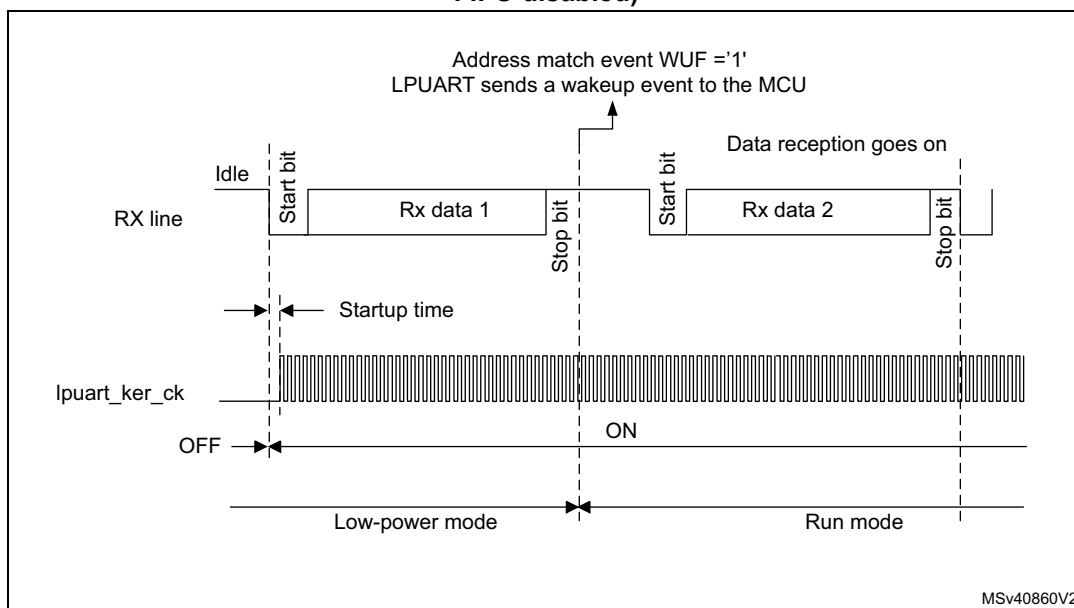 Address match event WUF ='1'
LPUART sends a wakeup event to the MCU
Data reception goes on
Idle
Start bit
Start bit
RX line
Rx data 1
Stop bit
Rx data 2
Stop bit
Startup time
lpuart_ker_ck
OFF
ON
Low-power mode
Run mode
MSv40860V2